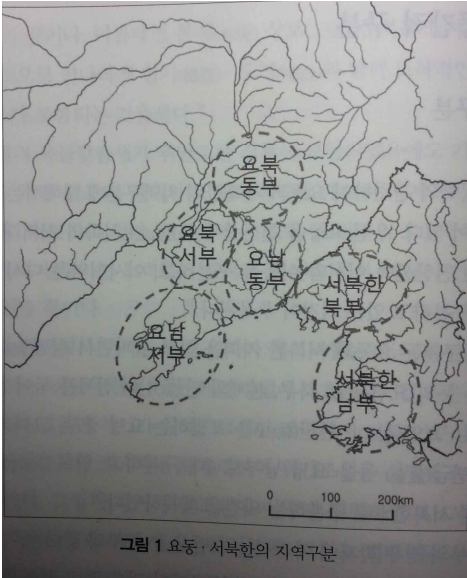 요북
동부
요북
서부
요남
동부
서북한
북부
요남
서부
서북한
남부
0 100 200km
그림 1 요동·서북한의 지역구분